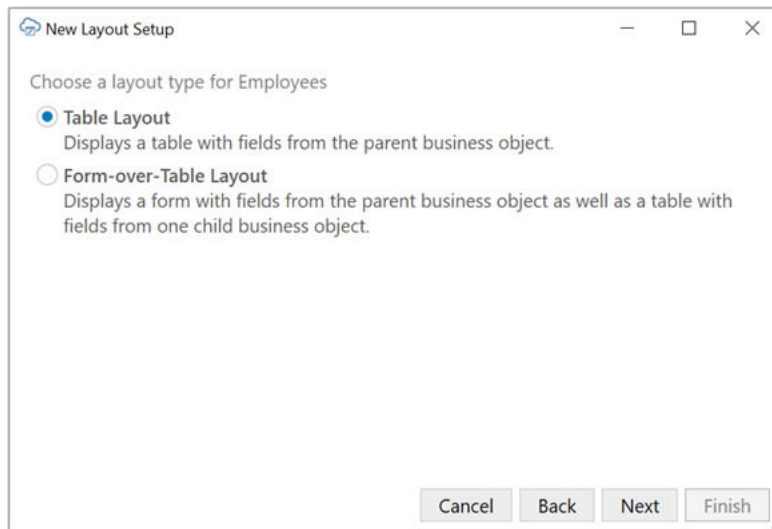 New Layout Setup
Choose a layout type for Employees
Table Layout
Displays a table with fields from the parent business object.
Form-over-Table Layout
Displays a form with fields from the parent business object as well as a table with
fields from one child business object.
Cancel Back Next Finish